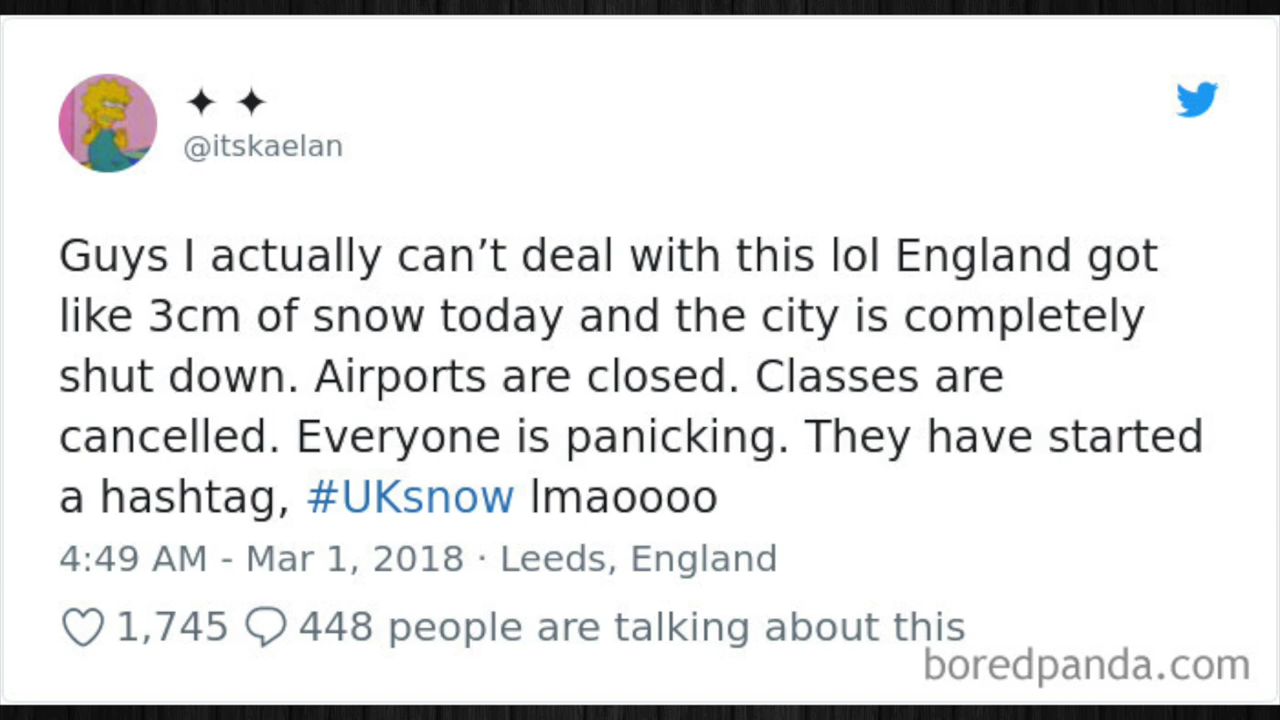 ✦ ✦
@itskaelan
Guys I actually can’t deal with this lol England got
like 3cm of snow today and the city is completely
shut down. Airports are closed. Classes are
cancelled. Everyone is panicking. They have started
a hashtag, #UKsnow lmaoooo
4:49 AM - Mar 1, 2018 · Leeds, England
1,745 448 people are talking about this
boredpanda.com